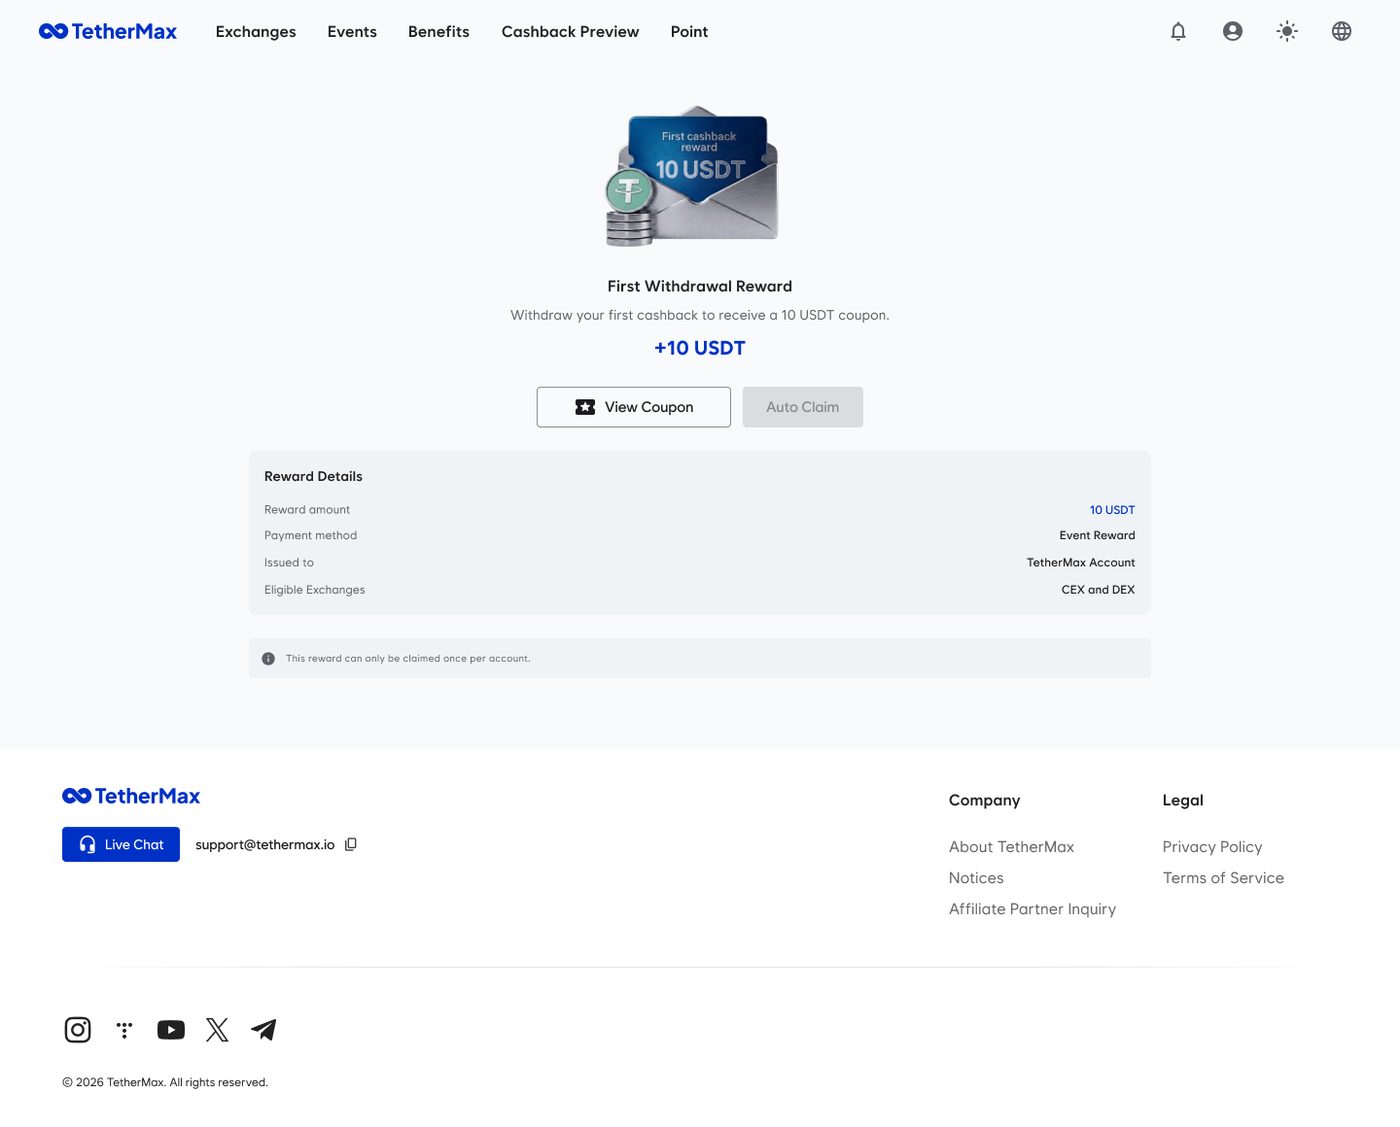 TetherMax
Exchanges
Events
Benefits
Cashback Preview
Point
First cashback
reward
10 USDT
First Withdrawal Reward
Withdraw your first cashback to receive a 10 USDT coupon.
+10 USDT
View Coupon
Auto Claim
Reward Details
Reward amount
10 USDT
Payment method
Event Reward
Issued to
TetherMax Account
Eligible Exchanges
CEX and DEX
This reward can only be claimed once per account.
TetherMax
Live Chat
support@tethermax.io
Company
About TetherMax
Notices
Affiliate Partner Inquiry
Legal
Privacy Policy
Terms of Service
© 2026 TetherMax. All rights reserved.